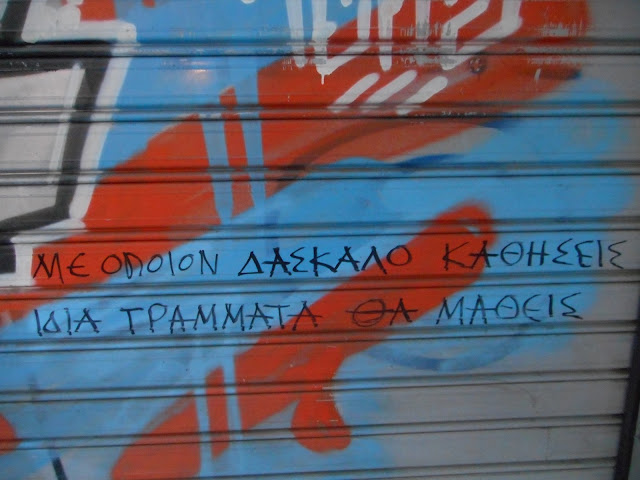 ΜΕ ΟΠΟΙΟΝ ΔΑΣΚΑΛΟ ΚΑΘΗΣΕΙΣ
ΙΔΙΑ ΓΡΑΜΜΑΤΑ ΘΑ ΜΑΘΕΙΣ